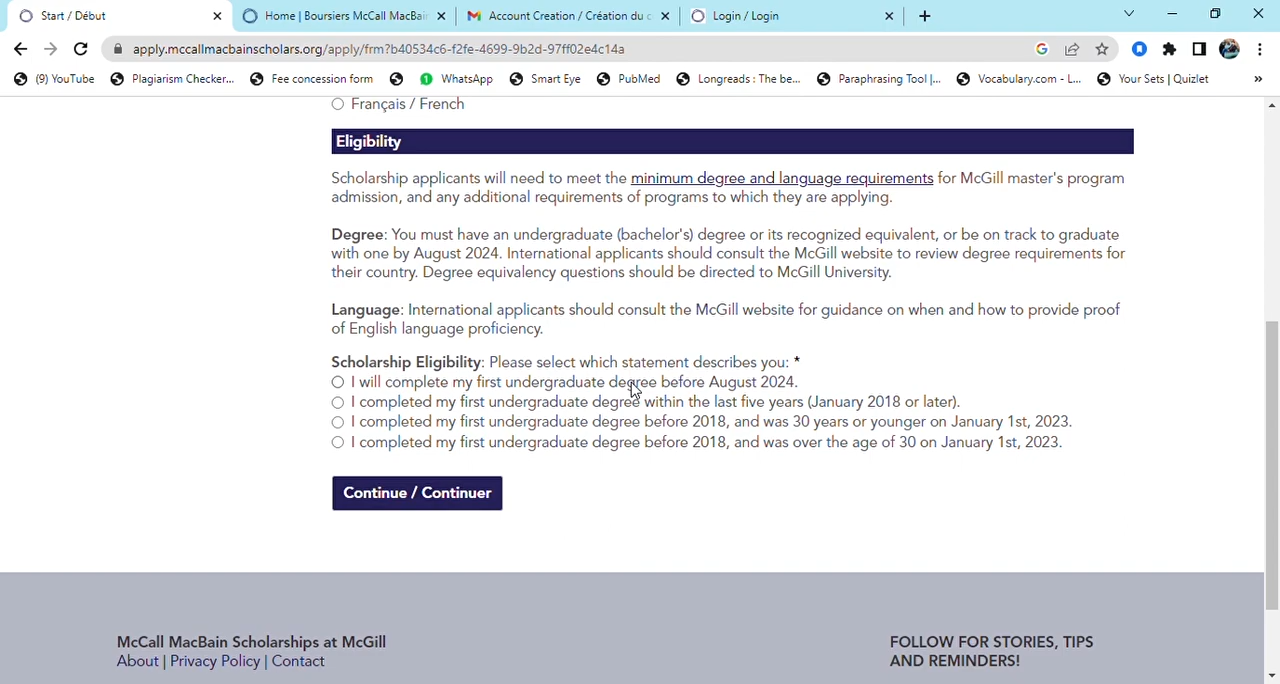 Start / Début
Home | Boursiers McCall MacBain
Account Creation / Création du c
Login / Login
apply.mccallmacbainscholars.org/apply/frm?b40534c6-f2fe-4699-9b2d-97ff02e4c14a
(9) YouTube
Plagiarism Checker...
Fee concession form
WhatsApp
Smart Eye
PubMed
Longreads : The be...
Paraphrasing Tool |...
Vocabulary.com - L...
Your Sets | Quizlet
»
Français / French
Eligibility
Scholarship applicants will need to meet the minimum degree and language requirements for McGill master's program
admission, and any additional requirements of programs to which they are applying.
Degree: You must have an undergraduate (bachelor's) degree or its recognized equivalent, or be on track to graduate
with one by August 2024. International applicants should consult the McGill website to review degree requirements for
their country. Degree equivalency questions should be directed to McGill University.
Language: International applicants should consult the McGill website for guidance on when and how to provide proof
of English language proficiency.
Scholarship Eligibility: Please select which statement describes you: *
I will complete my first undergraduate degree before August 2024.
I completed my first undergraduate degree within the last five years (January 2018 or later).
I completed my first undergraduate degree before 2018, and was 30 years or younger on January 1st, 2023.
I completed my first undergraduate degree before 2018, and was over the age of 30 on January 1st, 2023.
Continue / Continuer
McCall MacBain Scholarships at McGill
About | Privacy Policy | Contact
FOLLOW FOR STORIES, TIPS
AND REMINDERS!